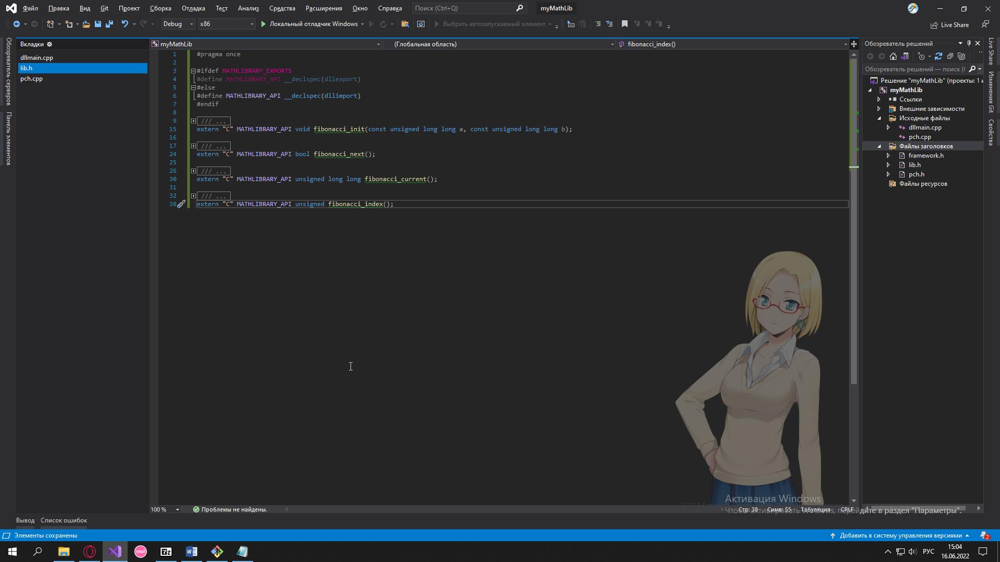 Файл Правка Вид Git Проект Сборка Отладка Тест Анализ Средства Расширения Окно Справка Поиск (Ctrl+Q) myMathLib
Debug x86 Локальный отладчик Windows Выбрать автозапускаемый элемент Live Share
Обозреватель серверов
Панель элементов
Вкладки
dllmain.cpp
lib.h
pch.cpp
myMathLib (Глобальная область) fibonacci_index()
1 #pragma once
2
3 #ifdef MATHLIBRARY_EXPORTS
4 #define MATHLIBRARY_API __declspec(dllexport)
5 #else
6 #define MATHLIBRARY_API __declspec(dllimport)
7 #endif
8
9 /// ...
15 extern "C" MATHLIBRARY_API void fibonacci_init(const unsigned long long a, const unsigned long long b);
16
17 /// ...
24 extern "C" MATHLIBRARY_API bool fibonacci_next();
25
26 /// ...
30 extern "C" MATHLIBRARY_API unsigned long long fibonacci_current();
31
32 /// ...
38 extern "C" MATHLIBRARY_API unsigned fibonacci_index();
Обозреватель решений
Обозреватель решений — поиск (
Решение "myMathLib" (проекты: 1 и
myMathLib
Ссылки
Внешние зависимости
Исходные файлы
dllmain.cpp
pch.cpp
Файлы заголовков
framework.h
lib.h
pch.h
Файлы ресурсов
Live Share
Изменения Git
Свойства
Активация Windows
Чтобы активировать Windows, перейдите в раздел "Параметры".
100 % Проблемы не найдены. Стр: 38 Симв: 55 Табуляция CRLF
Вывод Список ошибок
Элементы сохранены Добавить в систему управления версиями 2
osu! 7z РУС 15:04
16.06.2022